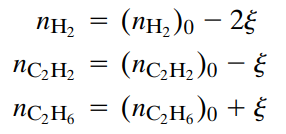 n_{H_2} = (n_{H_2})_0 − 2ξ
n_{C_2H_2} = (n_{C_2H_2})_0 − ξ
n_{C_2H_6} = (n_{C_2H_6})_0 + ξ